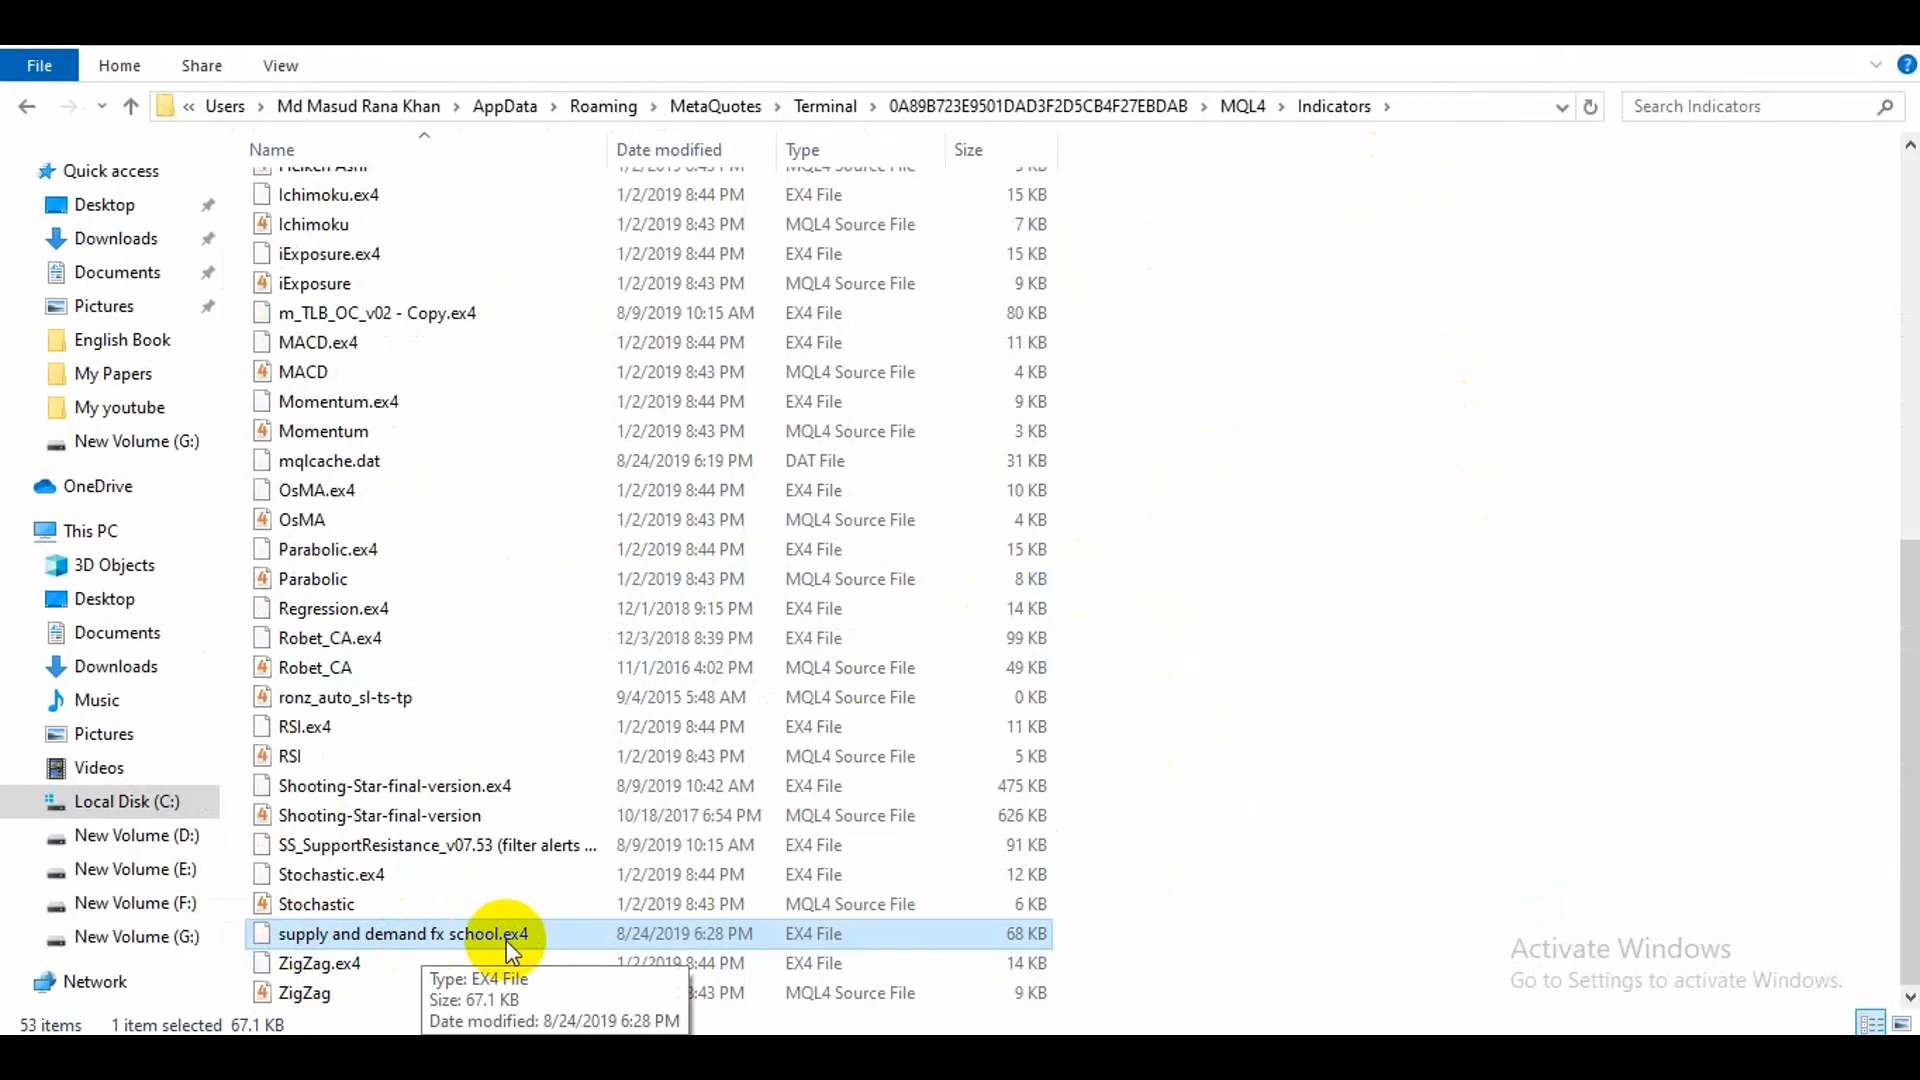 File Home Share View
« Users > Md Masud Rana Khan > AppData > Roaming > MetaQuotes > Terminal > 0A89B723E9501DAD3F2D5CB4F27EBDAB > MQL4 > Indicators > Search Indicators
Name Date modified Type Size
Quick access
Desktop
Downloads
Documents
Pictures
English Book
My Papers
My youtube
New Volume (G:)
OneDrive
This PC
3D Objects
Desktop
Documents
Downloads
Music
Pictures
Videos
Local Disk (C:)
New Volume (D:)
New Volume (E:)
New Volume (F:)
New Volume (G:)
Network
Ichimoku.ex4 1/2/2019 8:44 PM EX4 File 15 KB
Ichimoku 1/2/2019 8:43 PM MQL4 Source File 7 KB
iExposure.ex4 1/2/2019 8:44 PM EX4 File 15 KB
iExposure 1/2/2019 8:43 PM MQL4 Source File 9 KB
m_TLB_OC_v02 - Copy.ex4 8/9/2019 10:15 AM EX4 File 80 KB
MACD.ex4 1/2/2019 8:44 PM EX4 File 11 KB
MACD 1/2/2019 8:43 PM MQL4 Source File 4 KB
Momentum.ex4 1/2/2019 8:44 PM EX4 File 9 KB
Momentum 1/2/2019 8:43 PM MQL4 Source File 3 KB
mqlcache.dat 8/24/2019 6:19 PM DAT File 31 KB
OsMA.ex4 1/2/2019 8:44 PM EX4 File 10 KB
OsMA 1/2/2019 8:43 PM MQL4 Source File 4 KB
Parabolic.ex4 1/2/2019 8:44 PM EX4 File 15 KB
Parabolic 1/2/2019 8:43 PM MQL4 Source File 8 KB
Regression.ex4 12/1/2018 9:15 PM EX4 File 14 KB
Robet_CA.ex4 12/3/2018 8:39 PM EX4 File 99 KB
Robet_CA 11/1/2016 4:02 PM MQL4 Source File 49 KB
ronz_auto_sl-ts-tp 9/4/2015 5:48 AM MQL4 Source File 0 KB
RSI.ex4 1/2/2019 8:44 PM EX4 File 11 KB
RSI 1/2/2019 8:43 PM MQL4 Source File 5 KB
Shooting-Star-final-version.ex4 8/9/2019 10:42 AM EX4 File 475 KB
Shooting-Star-final-version 10/18/2017 6:54 PM MQL4 Source File 626 KB
SS_SupportResistance_v07.53 (filter alerts ... 8/9/2019 10:15 AM EX4 File 91 KB
Stochastic.ex4 1/2/2019 8:44 PM EX4 File 12 KB
Stochastic 1/2/2019 8:43 PM MQL4 Source File 6 KB
supply and demand fx school.ex4 8/24/2019 6:28 PM EX4 File 68 KB
ZigZag.ex4 1/2/2019 8:44 PM EX4 File 14 KB
ZigZag 8:43 PM MQL4 Source File 9 KB
Type: EX4 File
Size: 67.1 KB
Date modified: 8/24/2019 6:28 PM
Activate Windows
Go to Settings to activate Windows.
53 items 1 item selected 67.1 KB